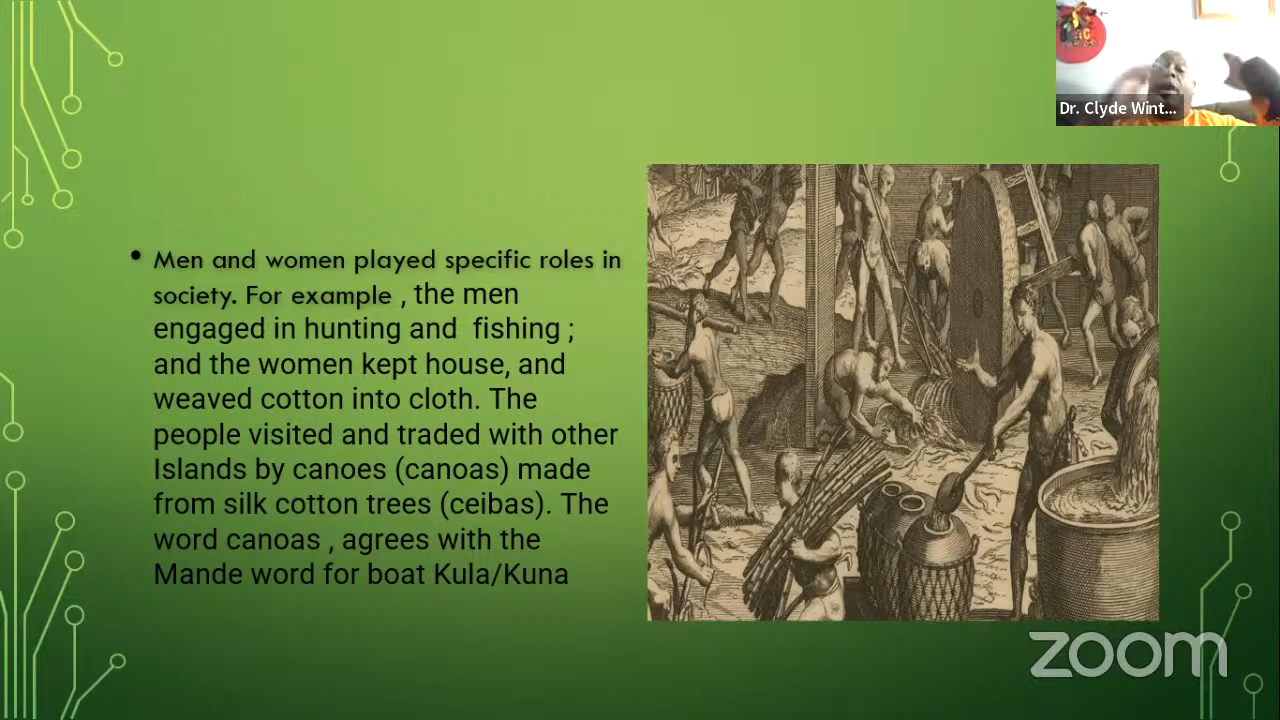 Dr. Clyde Wint...
• Men and women played specific roles in
society. For example , the men
engaged in hunting and fishing ;
and the women kept house, and
weaved cotton into cloth. The
people visited and traded with other
Islands by canoes (canoas) made
from silk cotton trees (ceibas). The
word canoas , agrees with the
Mande word for boat Kula/Kuna
zoom